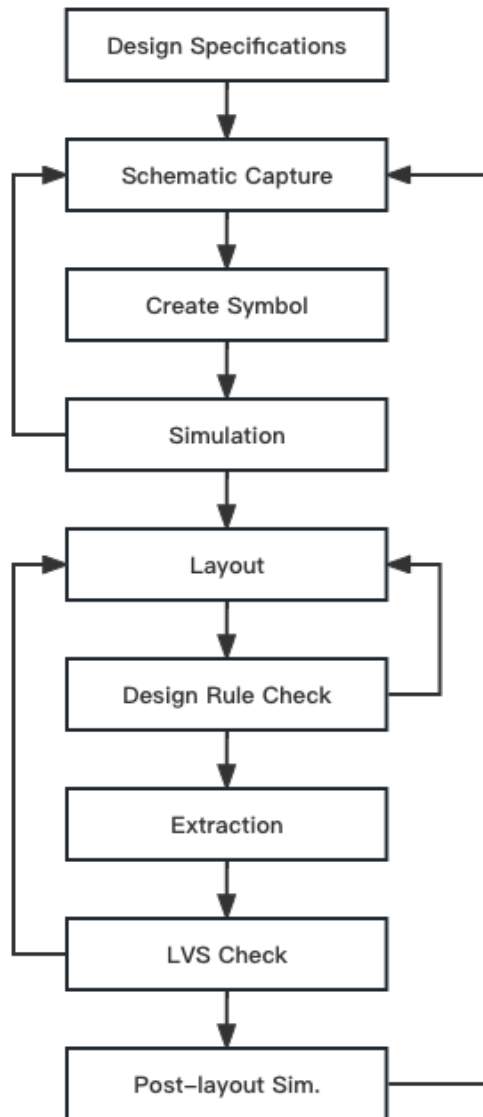 Design Specifications
Schematic Capture
Create Symbol
Simulation
Layout
Design Rule Check
Extraction
LVS Check
Post-layout Sim.